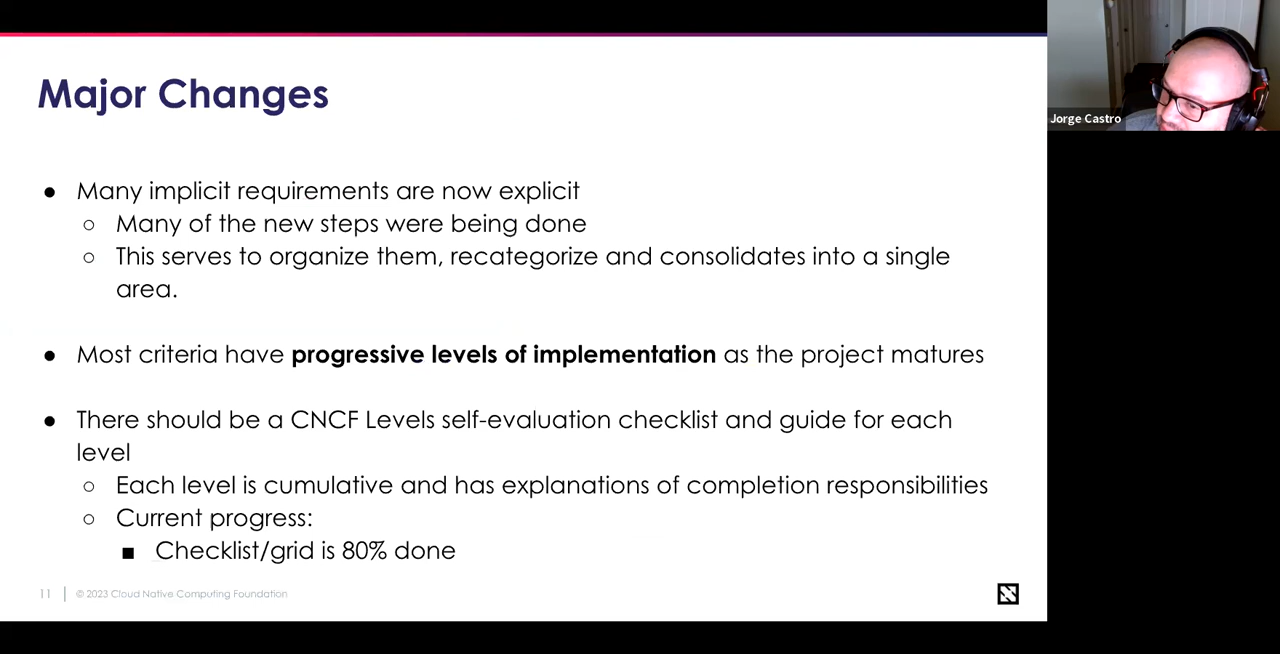 Major Changes
Jorge Castro
● Many implicit requirements are now explicit
○ Many of the new steps were being done
○ This serves to organize them, recategorize and consolidates into a single
area.
● Most criteria have progressive levels of implementation as the project matures
● There should be a CNCF Levels self-evaluation checklist and guide for each
level
○ Each level is cumulative and has explanations of completion responsibilities
○ Current progress:
■ Checklist/grid is 80% done
11 | © 2023 Cloud Native Computing Foundation